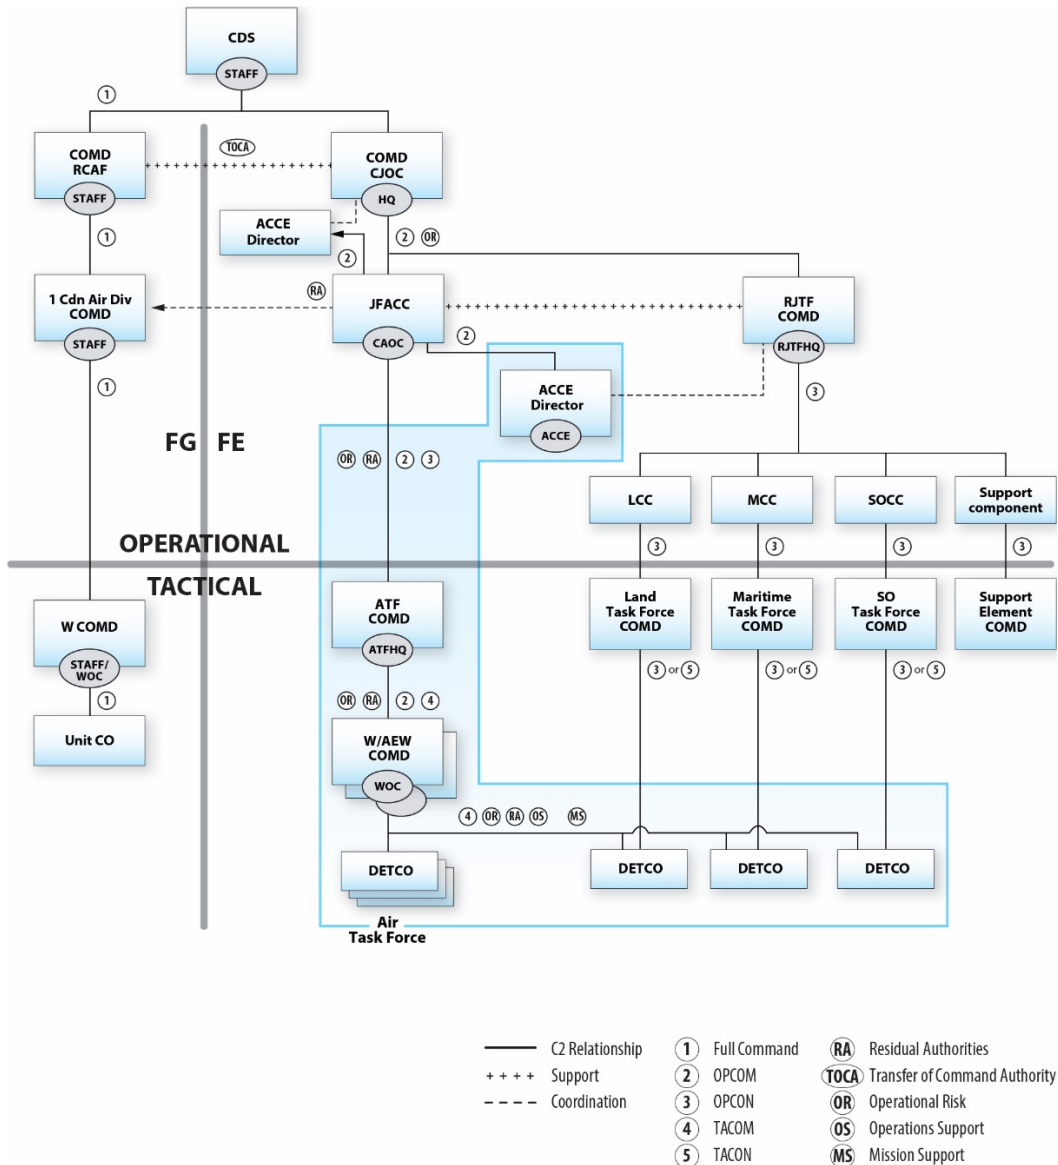 CDS
STAFF
1
COMD
RCAF
STAFF
TOCA
COMD
CJOC
HQ
ACCE
Director
1
2 OR
2
1 Cdn Air Div
COMD
STAFF
RA
JFACC
CAOC
RJTF
COMD
RJTFHQ
2
1
ACCE
Director
ACCE
3
FG FE
OR RA 2 3
LCC
MCC
SOCC
Support
component
OPERATIONAL
3 3 3 3
TACTICAL
W COMD
STAFF/
WOC
ATF
COMD
ATFHQ
Land
Task Force
COMD
Maritime
Task Force
COMD
SO
Task Force
COMD
Support
Element
COMD
1
3 or 5
3 or 5
3 or 5
OR RA 2 4
Unit CO
W/AEW
COMD
WOC
4 OR RA OS MS
DETCO
DETCO
DETCO
DETCO
Air
Task Force
C2 Relationship
Support
Coordination
1 Full Command
2 OPCOM
3 OPCON
4 TACOM
5 TACON
RA Residual Authorities
TOCA Transfer of Command Authority
OR Operational Risk
OS Operations Support
MS Mission Support